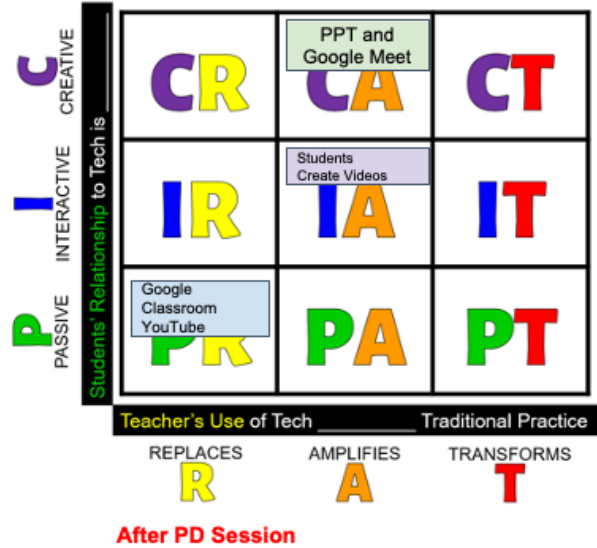 C
CREATIVE
I
INTERACTIVE
P
PASSIVE
Students' Relationship to Tech is ____
CR
PPT and
Google Meet
CA
CT
IR
Students
Create Videos
IA
IT
Google
Classroom
YouTube
PR
PA
PT
Teacher's Use of Tech __________ Traditional Practice
REPLACES
R
AMPLIFIES
A
TRANSFORMS
T
After PD Session